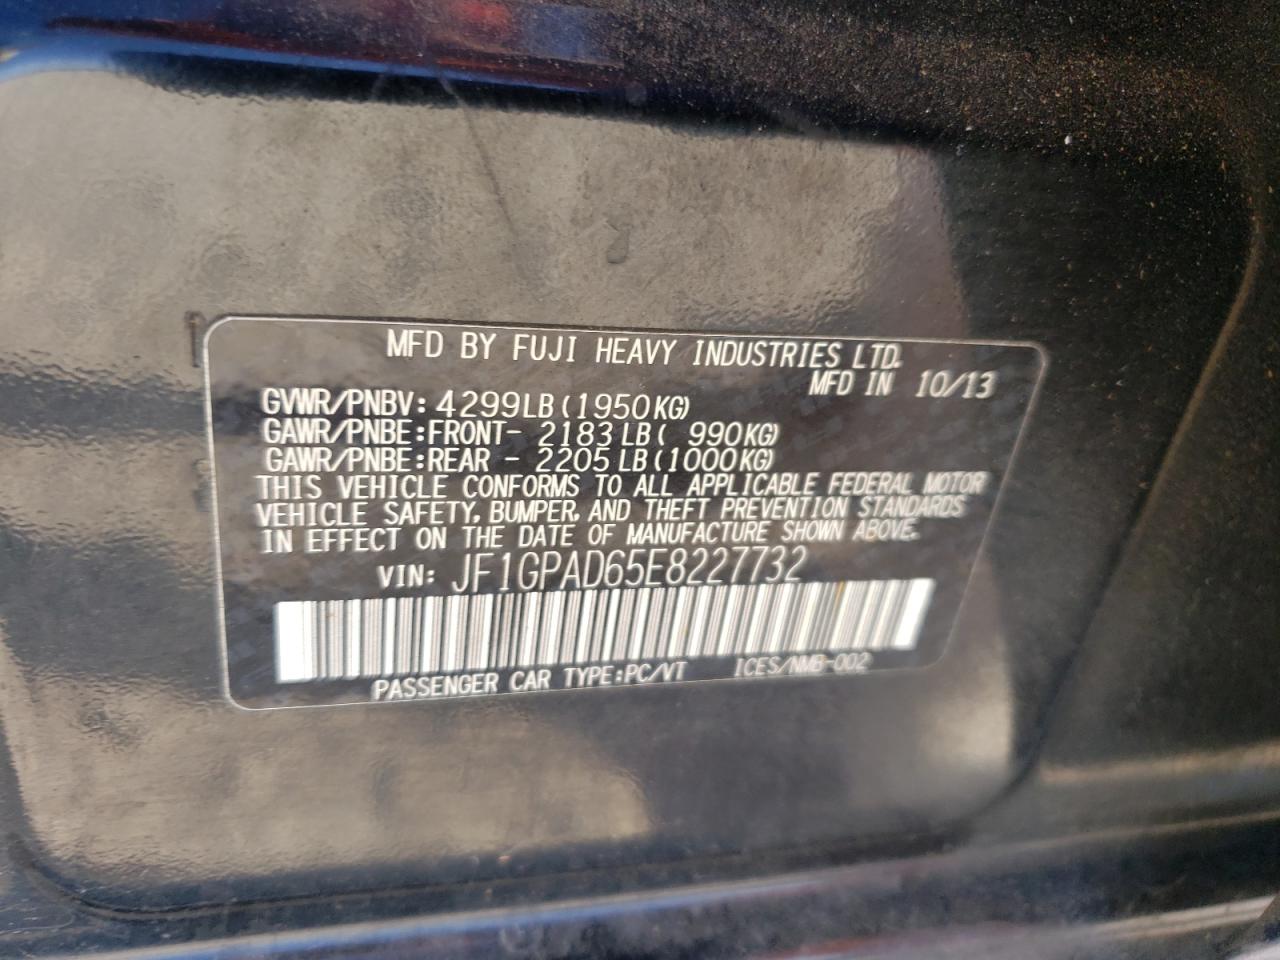 MFD BY FUJI HEAVY INDUSTRIES LTD.
MFD IN 10/13
GVWR/PNBV: 4299LB (1950KG)
GAWR/PNBE:FRONT- 2183LB( 990KG)
GAWR/PNBE:REAR - 2205LB(1000KG)
THIS VEHICLE CONFORMS TO ALL APPLICABLE FEDERAL MOTOR
VEHICLE SAFETY, BUMPER, AND THEFT PREVENTION STANDARDS
IN EFFECT ON THE DATE OF MANUFACTURE SHOWN ABOVE.
VIN: JF1GPAD65E8227732
PASSENGER CAR TYPE:PC/VT ICES/NMB-002